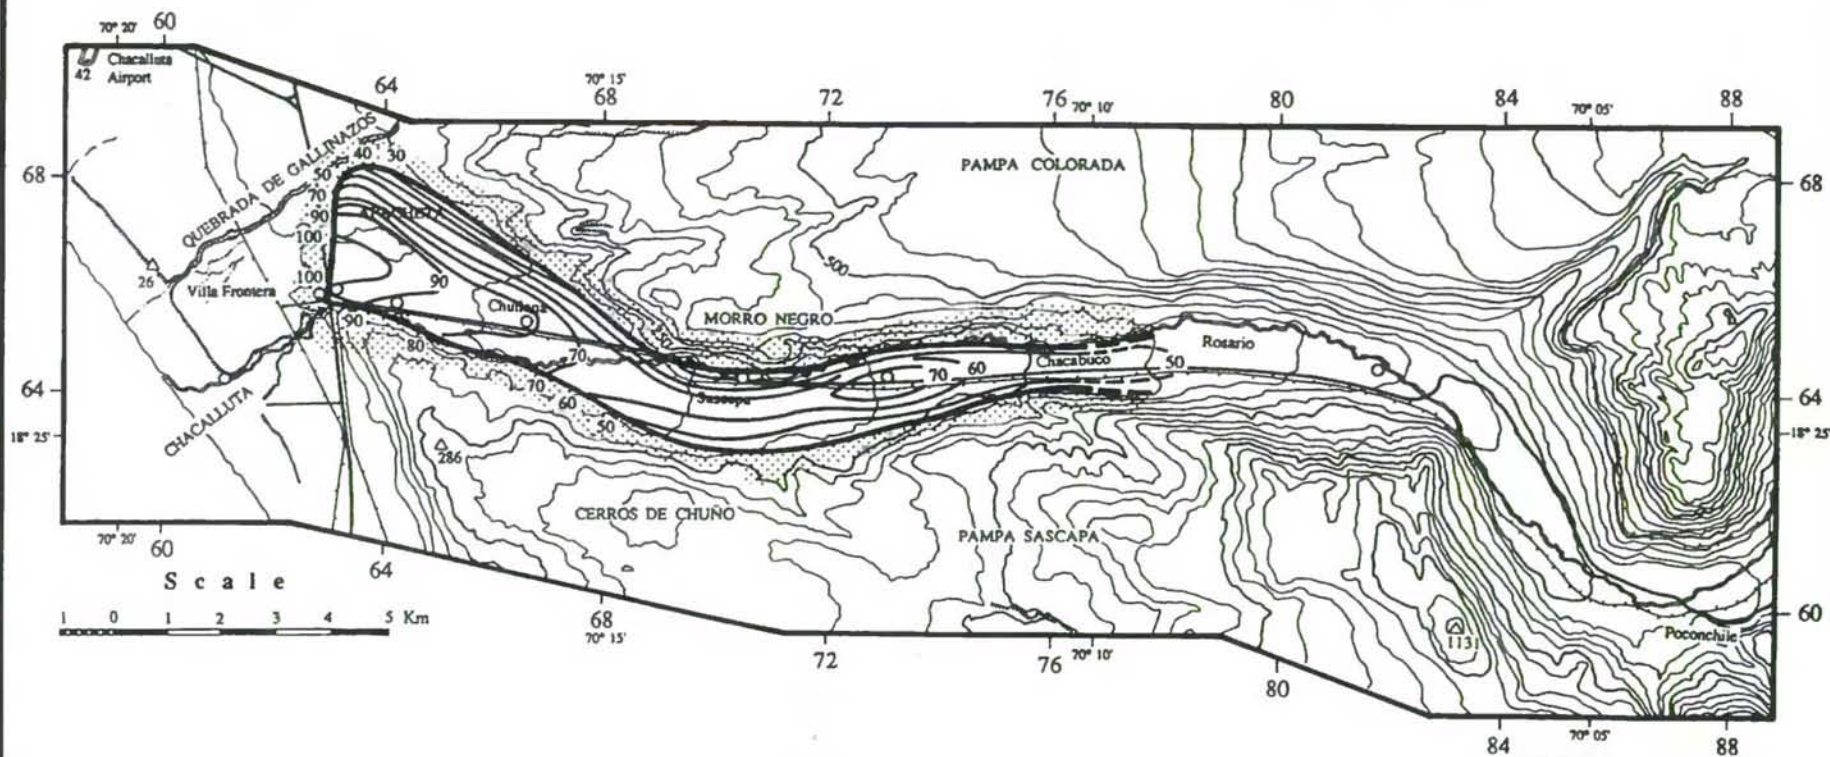 70° 20' 60
Chacalluta
42 Airport
64
70° 15'
68
72
76 70° 10'
80
84 70° 05' 88
QUEBRADA DE GALLINAZOS
40 30
50
70
90
100
100
68
68
APACHETA
PAMPA COLORADA
500
26
Villa Frontera
90
90
80
70
70
60
50
50
MORRO NEGRO
Rosario
Chacabuco
70 60
50
Sascapa
64
64
18° 25'
18° 25'
CHACALLUTA
286
CERROS DE CHUÑO
PAMPA SASCAPA
70° 20' 60
64
68
70° 15'
72
76 70° 10'
80
84 70° 05' 88
60
Poconchile
1131
Scale
1 0 1 2 3 4 5 Km